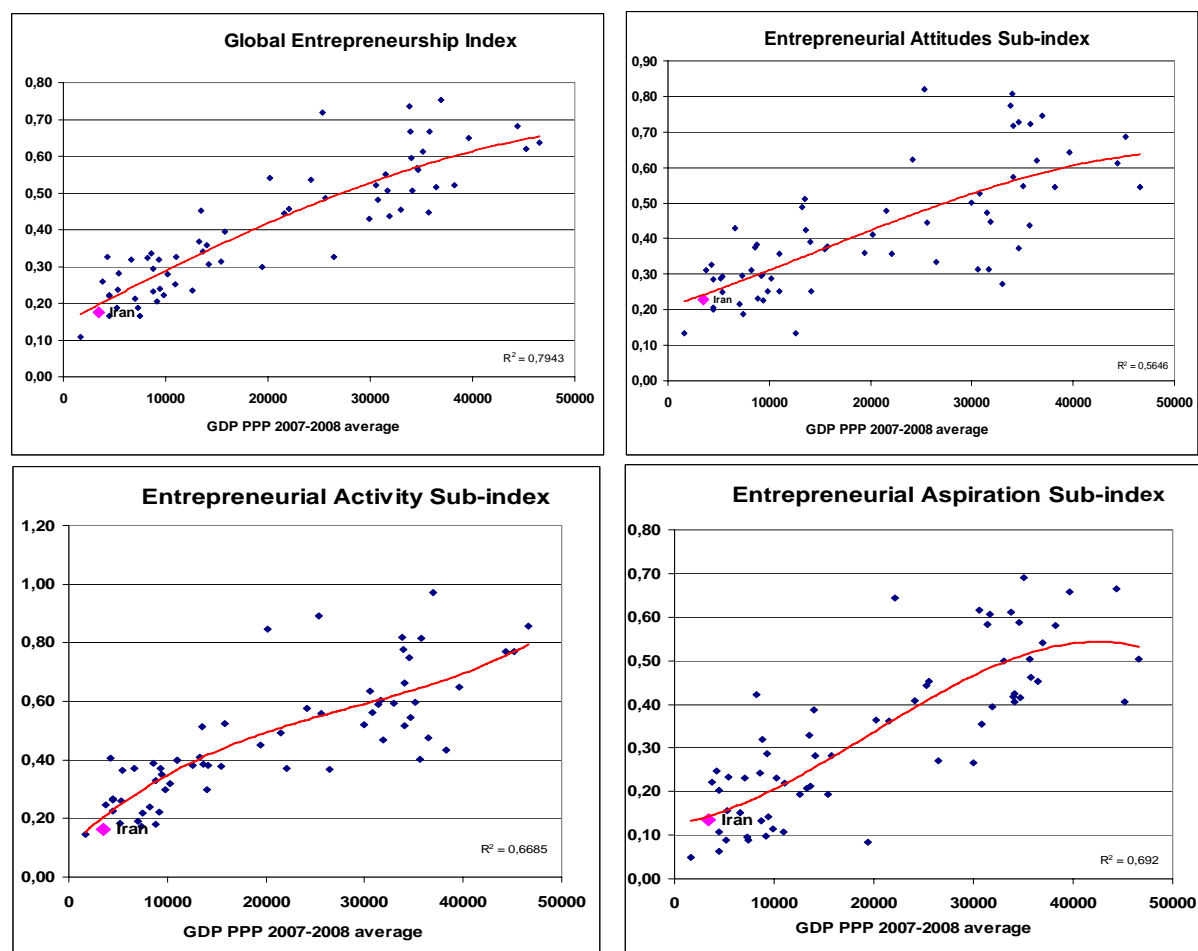 Global Entrepreneurship Index
0,80
0,70
0,60
0,50
0,40
0,30
0,20
0,10
0,00
Iran
R² = 0,7943
0 10000 20000 30000 40000 50000
GDP PPP 2007-2008 average
Entrepreneurial Attitudes Sub-index
0,90
0,80
0,70
0,60
0,50
0,40
0,30
0,20
0,10
0,00
Iran
R² = 0,5646
0 10000 20000 30000 40000 50000
GDP PPP 2007-2008 average
Entrepreneurial Activity Sub-index
1,20
1,00
0,80
0,60
0,40
0,20
0,00
Iran
R² = 0,6685
0 10000 20000 30000 40000 50000
GDP PPP 2007-2008 average
Entrepreneurial Aspiration Sub-index
0,80
0,70
0,60
0,50
0,40
0,30
0,20
0,10
0,00
Iran
R² = 0,692
0 10000 20000 30000 40000 50000
GDP PPP 2007-2008 average